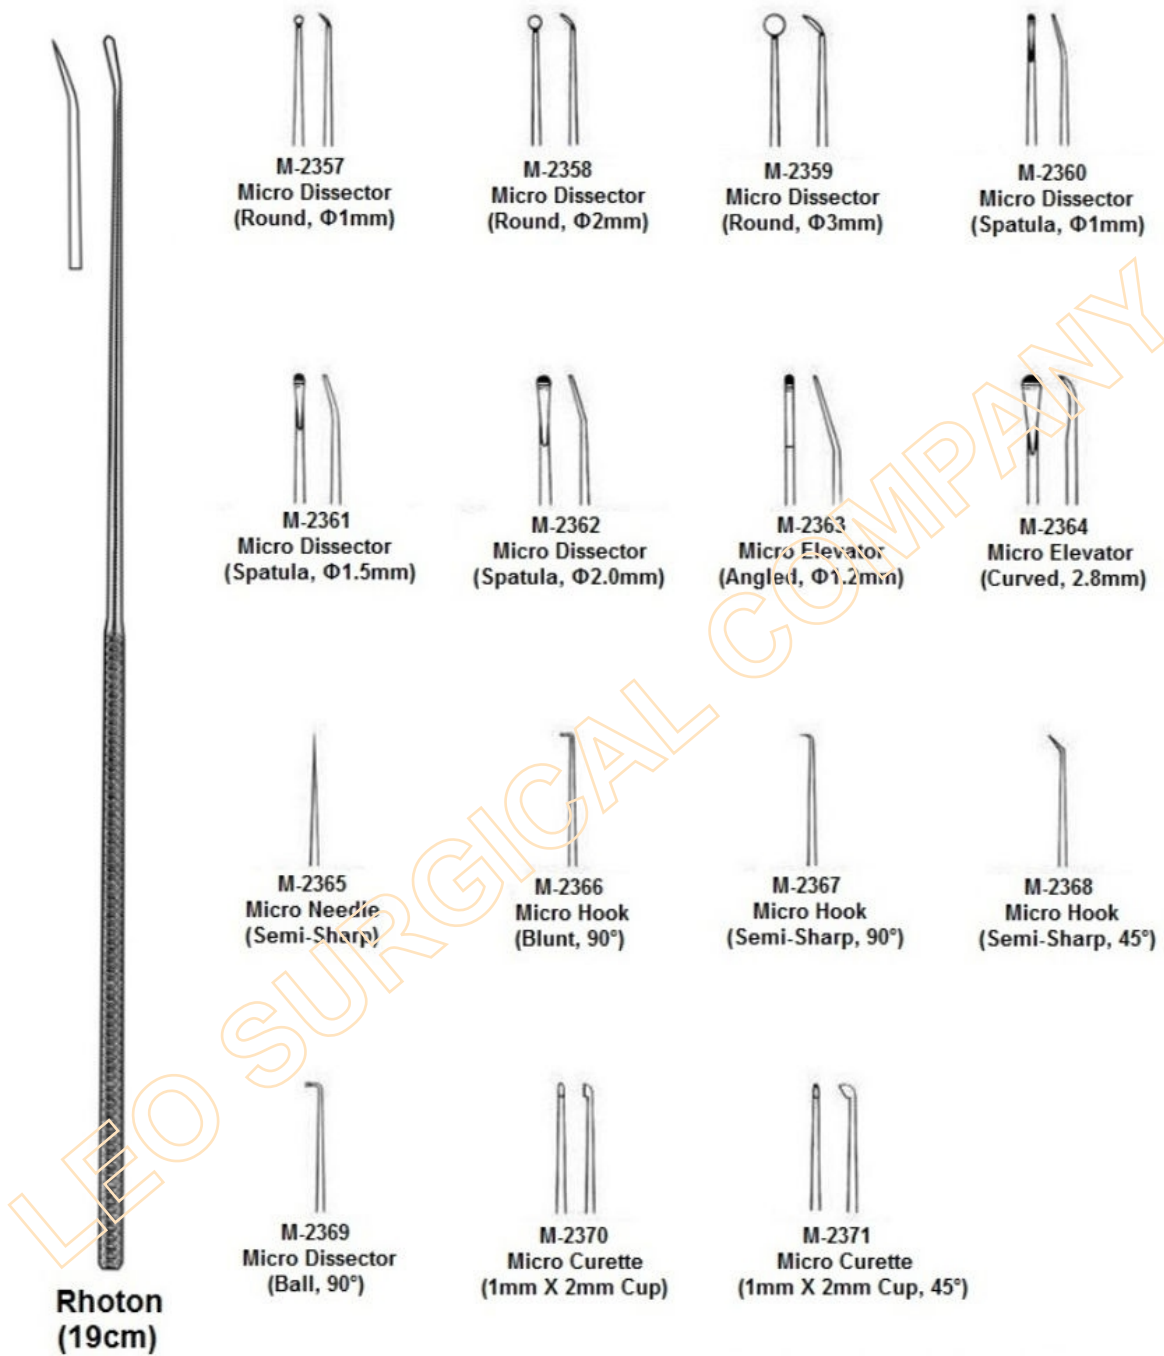 M-2357
Micro Dissector
(Round, Φ1mm)
M-2358
Micro Dissector
(Round, Φ2mm)
M-2359
Micro Dissector
(Round, Φ3mm)
M-2360
Micro Dissector
(Spatula, Φ1mm)
M-2361
Micro Dissector
(Spatula, Φ1.5mm)
M-2362
Micro Dissector
(Spatula, Φ2.0mm)
M-2363
Micro Elevator
(Angled, Φ1.2mm)
M-2364
Micro Elevator
(Curved, 2.8mm)
M-2365
Micro Needle
(Semi-Sharp)
M-2366
Micro Hook
(Blunt, 90°)
M-2367
Micro Hook
(Semi-Sharp, 90°)
M-2368
Micro Hook
(Semi-Sharp, 45°)
M-2369
Micro Dissector
(Ball, 90°)
M-2370
Micro Curette
(1mm X 2mm Cup)
M-2371
Micro Curette
(1mm X 2mm Cup, 45°)
Rhoton
(19cm)
LEO SURGICAL COMPANY